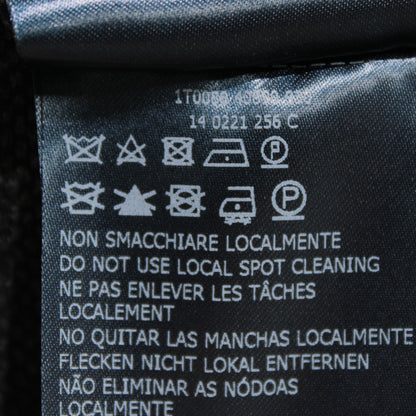 14 0221 256 C
P
P
NON SMACCHIARE LOCALMENTE
DO NOT USE LOCAL SPOT CLEANING
NE PAS ENLEVER LES TÂCHES
LOCALEMENT
NO QUITAR LAS MANCHAS LOCALMENTE
FLECKEN NICHT LOKAL ENTFERNEN
NÃO ELIMINAR AS NÓDOAS
LOCALMENTE